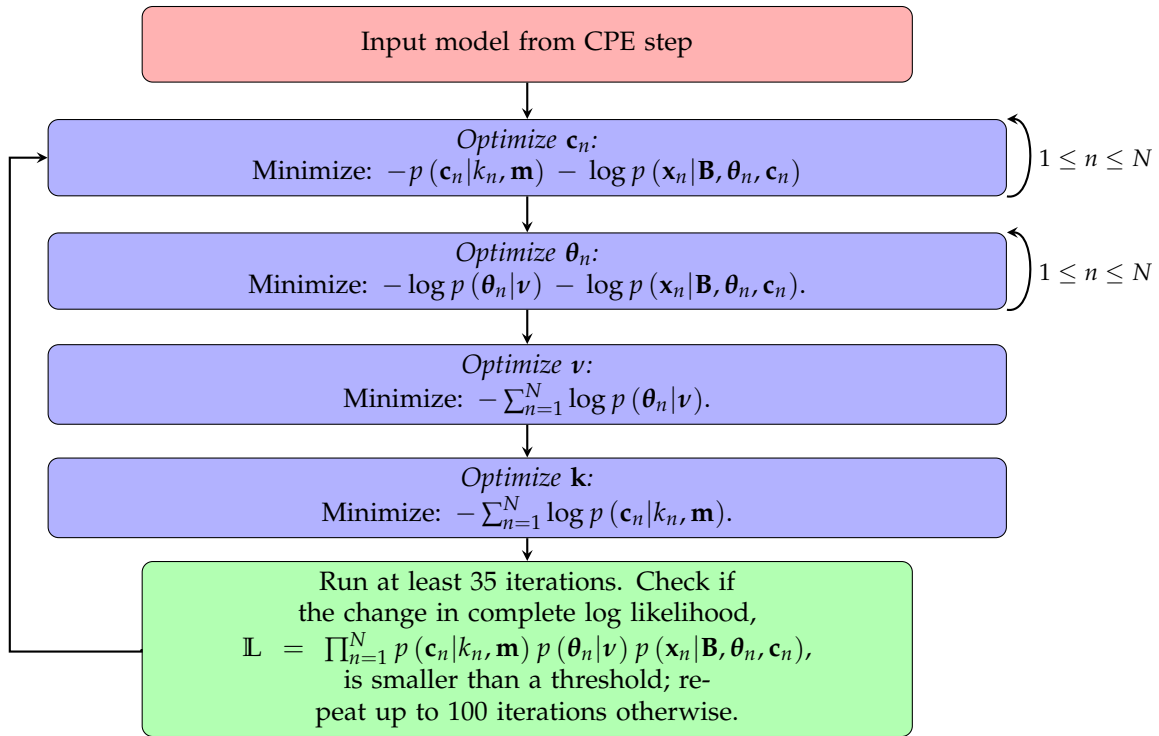 Input model from CPE step
Optimize c_n:
Minimize: −p (c_n|k_n, m) − log p (x_n|B, θ_n, c_n)
1 ≤ n ≤ N
Optimize θ_n:
Minimize: − log p (θ_n|ν) − log p (x_n|B, θ_n, c_n).
1 ≤ n ≤ N
Optimize ν:
Minimize: − ∑_{n=1}^{N} log p (θ_n|ν).
Optimize k:
Minimize: − ∑_{n=1}^{N} log p (c_n|k_n, m).
Run at least 35 iterations. Check if
the change in complete log likelihood,
𝕃 = ∏_{n=1}^{N} p (c_n|k_n, m) p (θ_n|ν) p (x_n|B, θ_n, c_n),
is smaller than a threshold; re-
peat up to 100 iterations otherwise.